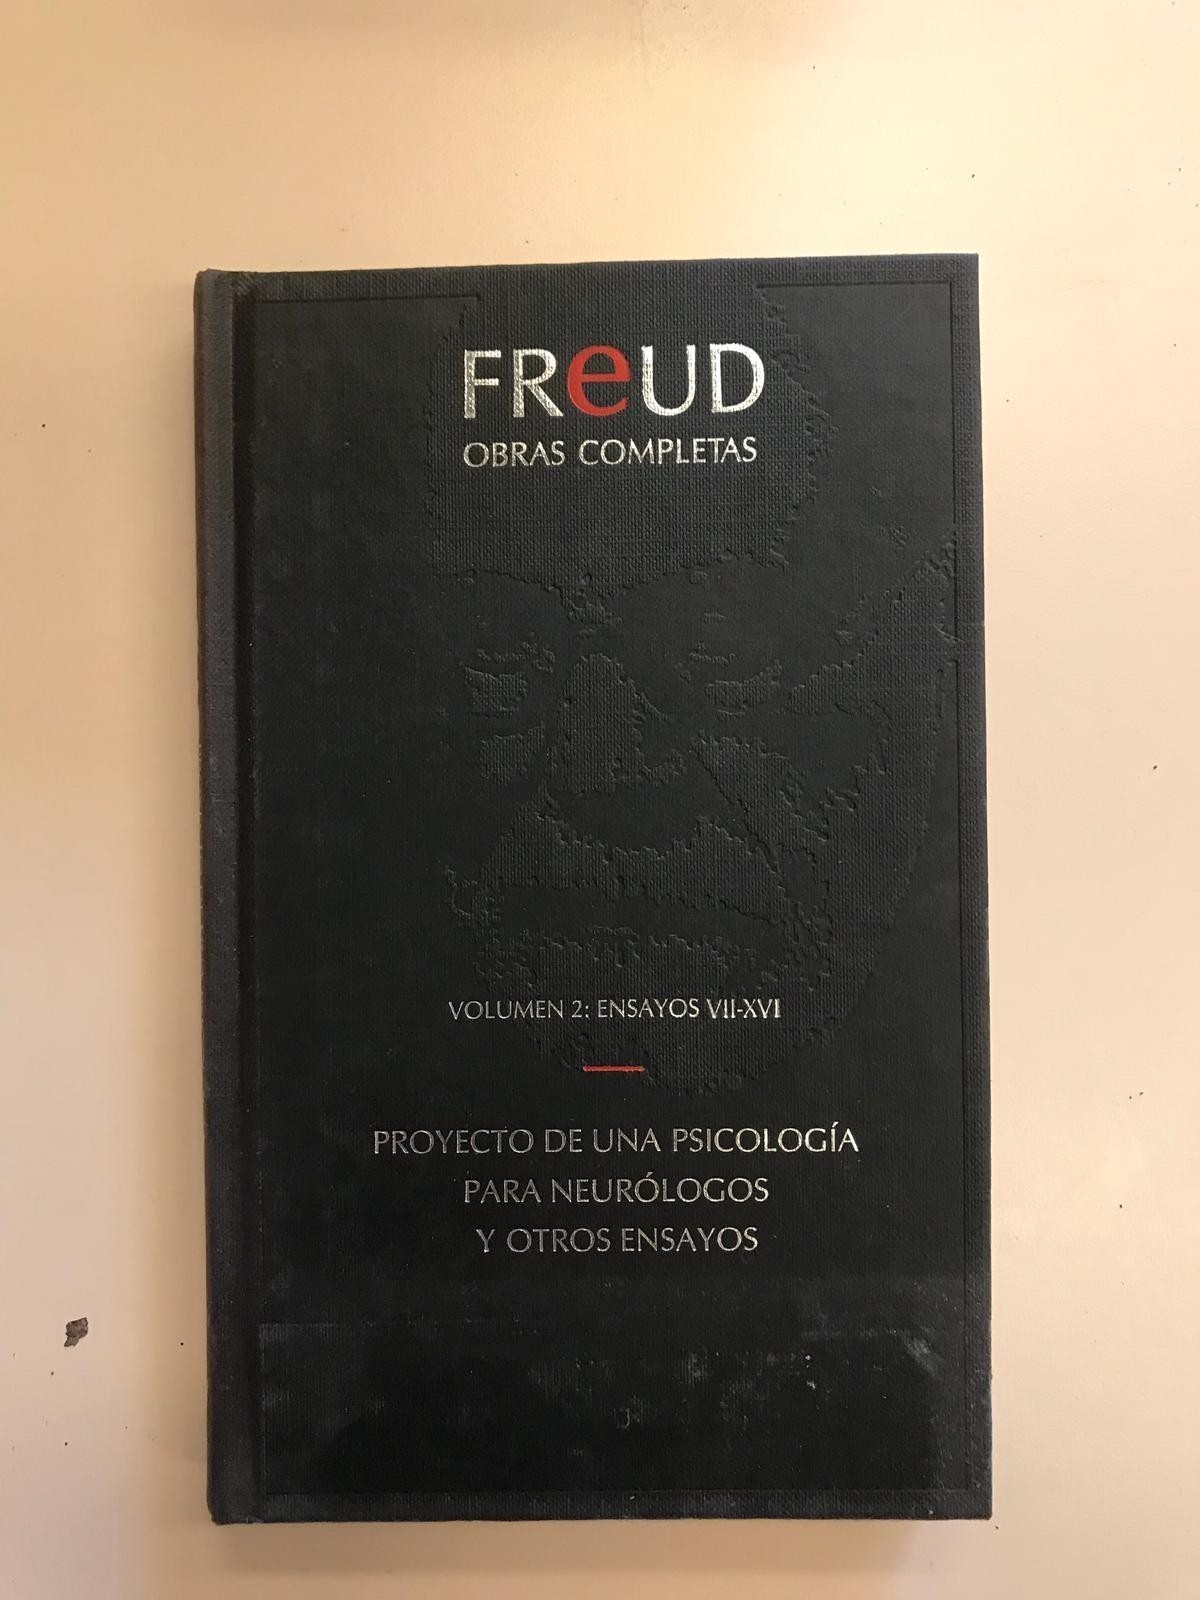 FReUD
OBRAS COMPLETAS
VOLUMEN 2: ENSAYOS VII-XVI
PROYECTO DE UNA PSICOLOGÍA
PARA NEURÓLOGOS
Y OTROS ENSAYOS